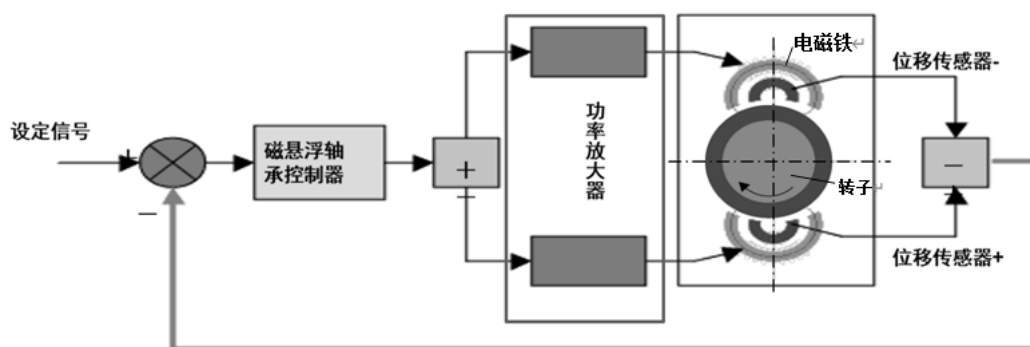 电磁铁
位移传感器-
设定信号
+
磁悬浮轴
承控制器
+
−
功
率
放
大
器
−
+
转子
−
位移传感器+